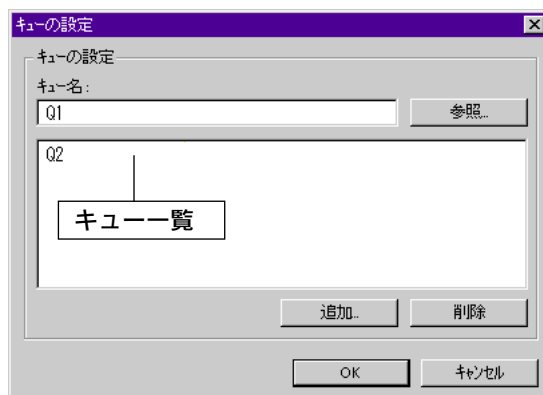 キューの設定
キューの設定
キュー名:
Q1
参照...
Q2
キュー一覧
追加...
削除
OK
キャンセル